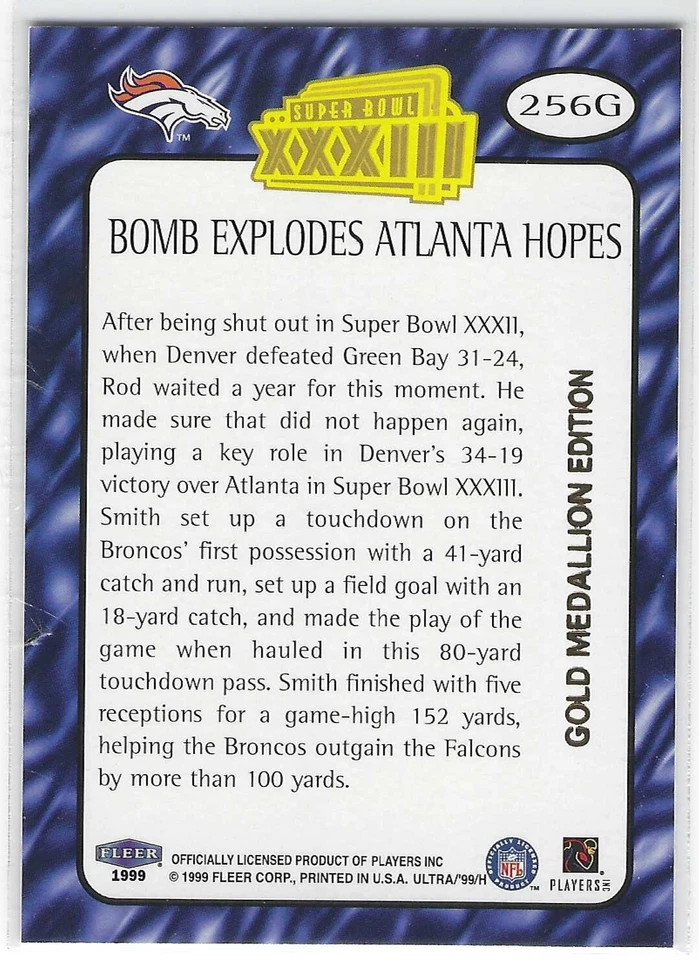 TM
SUPER BOWL
XXXIII
256G
BOMB EXPLODES ATLANTA HOPES
After being shut out in Super Bowl XXXII,
when Denver defeated Green Bay 31-24,
Rod waited a year for this moment. He
made sure that did not happen again,
playing a key role in Denver's 34-19
victory over Atlanta in Super Bowl XXXIII.
Smith set up a touchdown on the
Broncos' first possession with a 41-yard
catch and run, set up a field goal with an
18-yard catch, and made the play of the
game when hauled in this 80-yard
touchdown pass. Smith finished with five
receptions for a game-high 152 yards,
helping the Broncos outgain the Falcons
by more than 100 yards.
GOLD MEDALLION EDITION
FLEER
1999
OFFICIALLY LICENSED PRODUCT OF PLAYERS INC
© 1999 FLEER CORP., PRINTED IN U.S.A. ULTRA/'99/H
OFFICIALLY LICENSED
NFL
PRODUCT
TM
PLAYERS INC